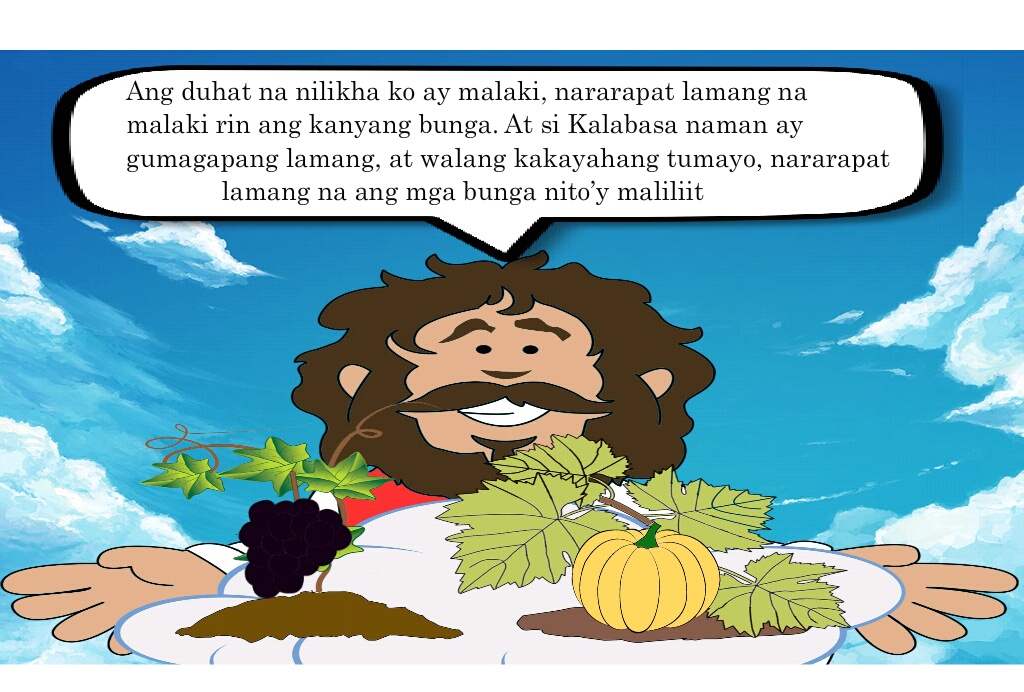 Ang duhat na nilikha ko ay malaki, nararapat lamang na
malaki rin ang kanyang bunga. At si Kalabasa naman ay
gumagapang lamang, at walang kakayahang tumayo, nararapat
lamang na ang mga bunga nito’y maliliit